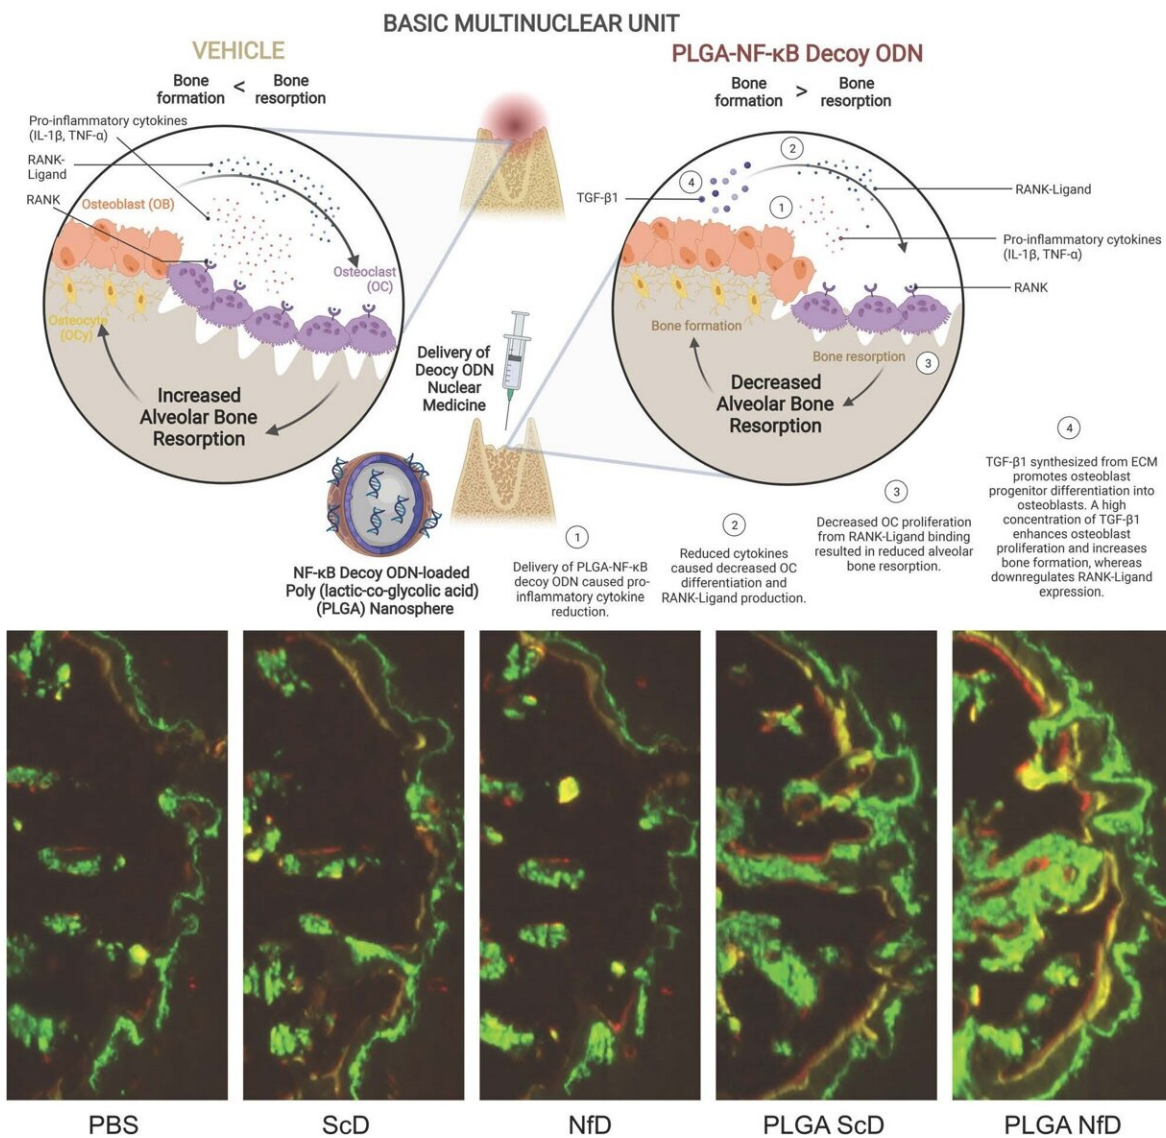 BASIC MULTINUCLEAR UNIT
VEHICLE
Bone
formation
<
Bone
resorption
Pro-inflammatory cytokines
(IL-1β, TNF-α)
RANK-
Ligand
RANK
Osteoblast (OB)
Osteoclast
(OC)
Osteocyte
(OCy)
Increased
Alveolar Bone
Resorption
PLGA-NF-κB Decoy ODN
Bone
formation
>
Bone
resorption
2
4
TGF-β1
1
RANK-Ligand
Pro-inflammatory cytokines
(IL-1β, TNF-α)
RANK
Bone formation
Bone resorption
3
Decreased
Alveolar Bone
Resorption
Delivery of
Deocy ODN
Nuclear
Medicine
NF-κB Decoy ODN-loaded
Poly (lactic-co-glycolic acid)
(PLGA) Nanosphere
1
Delivery of PLGA-NF-κB
decoy ODN caused pro-
inflammatory cytokine
reduction.
2
Reduced cytokines
caused decreased OC
differentiation and
RANK-Ligand production.
3
Decreased OC proliferation
from RANK-Ligand binding
resulted in reduced alveolar
bone resorption.
4
TGF-β1 synthesized from ECM
promotes osteoblast
progenitor differentiation into
osteoblasts. A high
concentration of TGF-β1
enhances osteoblast
proliferation and increases
bone formation, whereas
downregulates RANK-Ligand
expression.
PBS
ScD
NfD
PLGA ScD
PLGA NfD